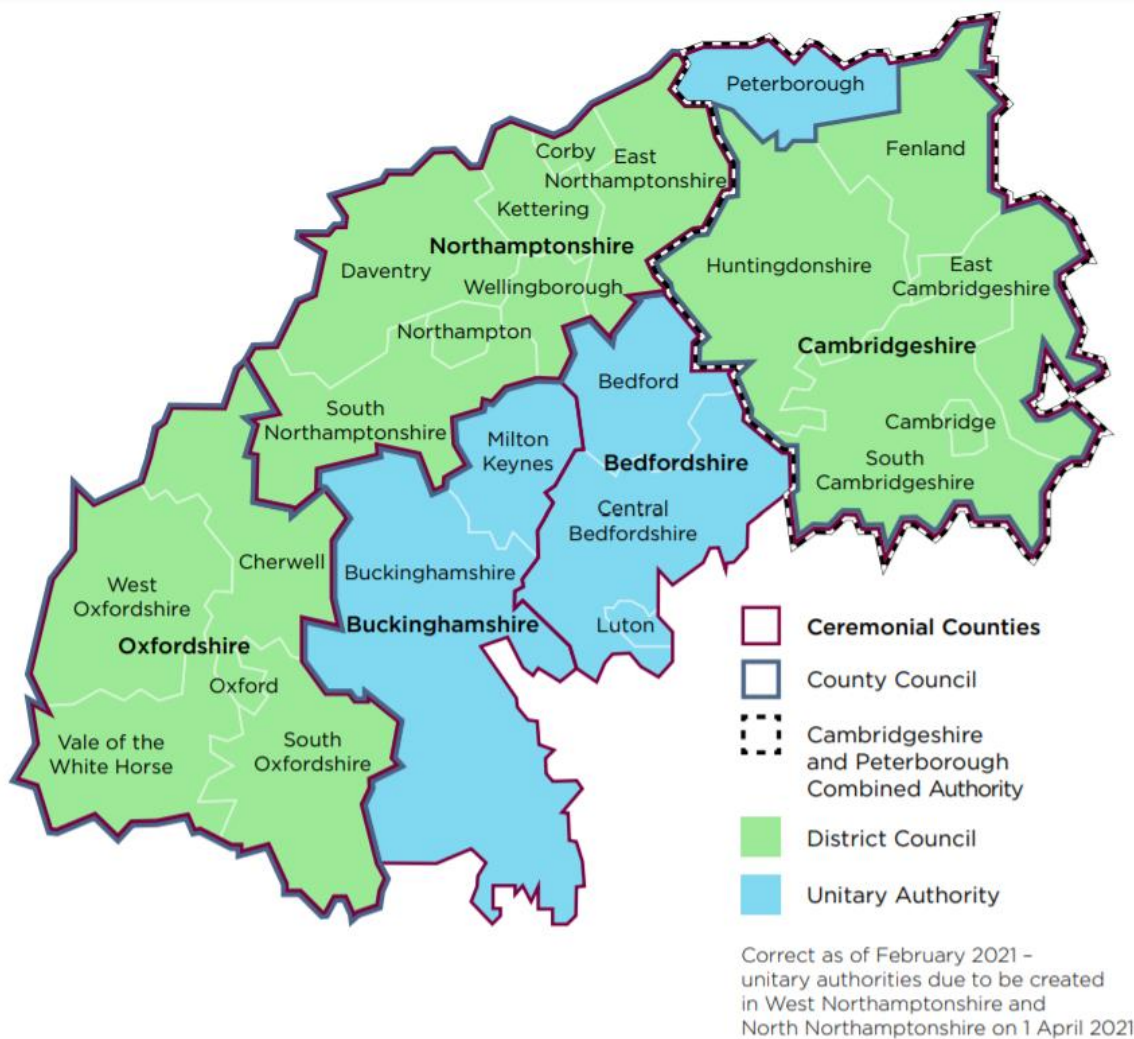 Peterborough
Fenland
Corby
East
Northamptonshire
Kettering
Northamptonshire
Daventry
Wellingborough
Northampton
South
Northamptonshire
Huntingdonshire
East
Cambridgeshire
Cambridgeshire
Cambridge
South
Cambridgeshire
Bedford
Bedfordshire
Central
Bedfordshire
Luton
Milton
Keynes
Buckinghamshire
Buckinghamshire
Cherwell
West
Oxfordshire
Oxfordshire
Oxford
Vale of the
White Horse
South
Oxfordshire
Ceremonial Counties
County Council
Cambridgeshire
and Peterborough
Combined Authority
District Council
Unitary Authority
Correct as of February 2021 –
unitary authorities due to be created
in West Northamptonshire and
North Northamptonshire on 1 April 2021